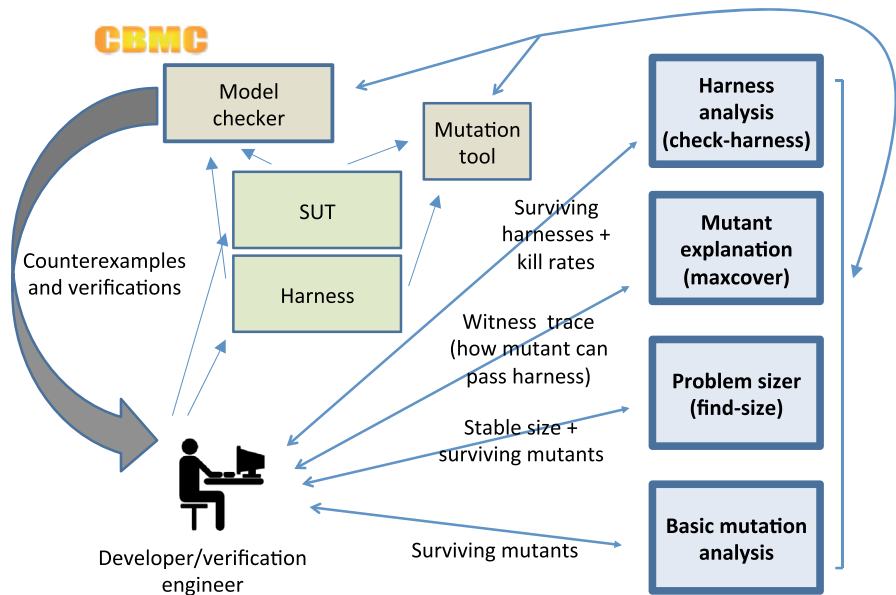 CBMC
Model
checker
Mutation
tool
SUT
Harness
Counterexamples
and verifications
Developer/verification
engineer
Surviving
harnesses +
kill rates
Witness trace
(how mutant can
pass harness)
Stable size +
surviving mutants
Surviving mutants
Harness
analysis
(check-harness)
Mutant
explanation
(maxcover)
Problem sizer
(find-size)
Basic mutation
analysis